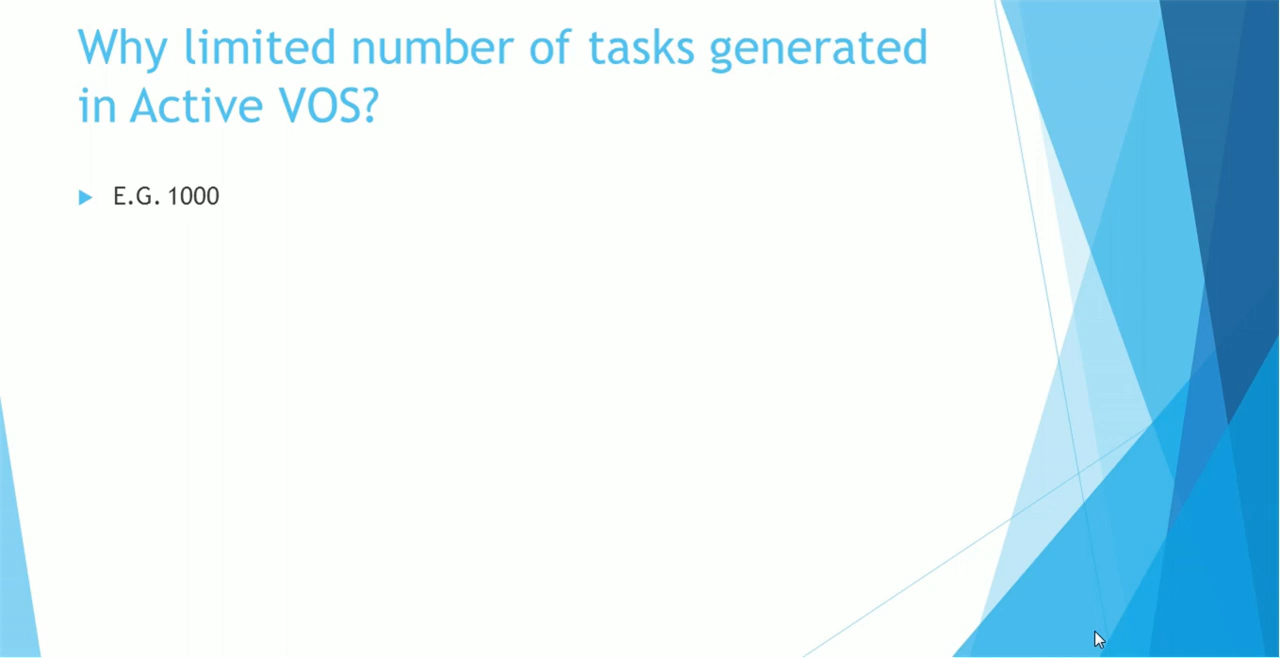 Why limited number of tasks generated
in Active VOS?
E.G. 1000